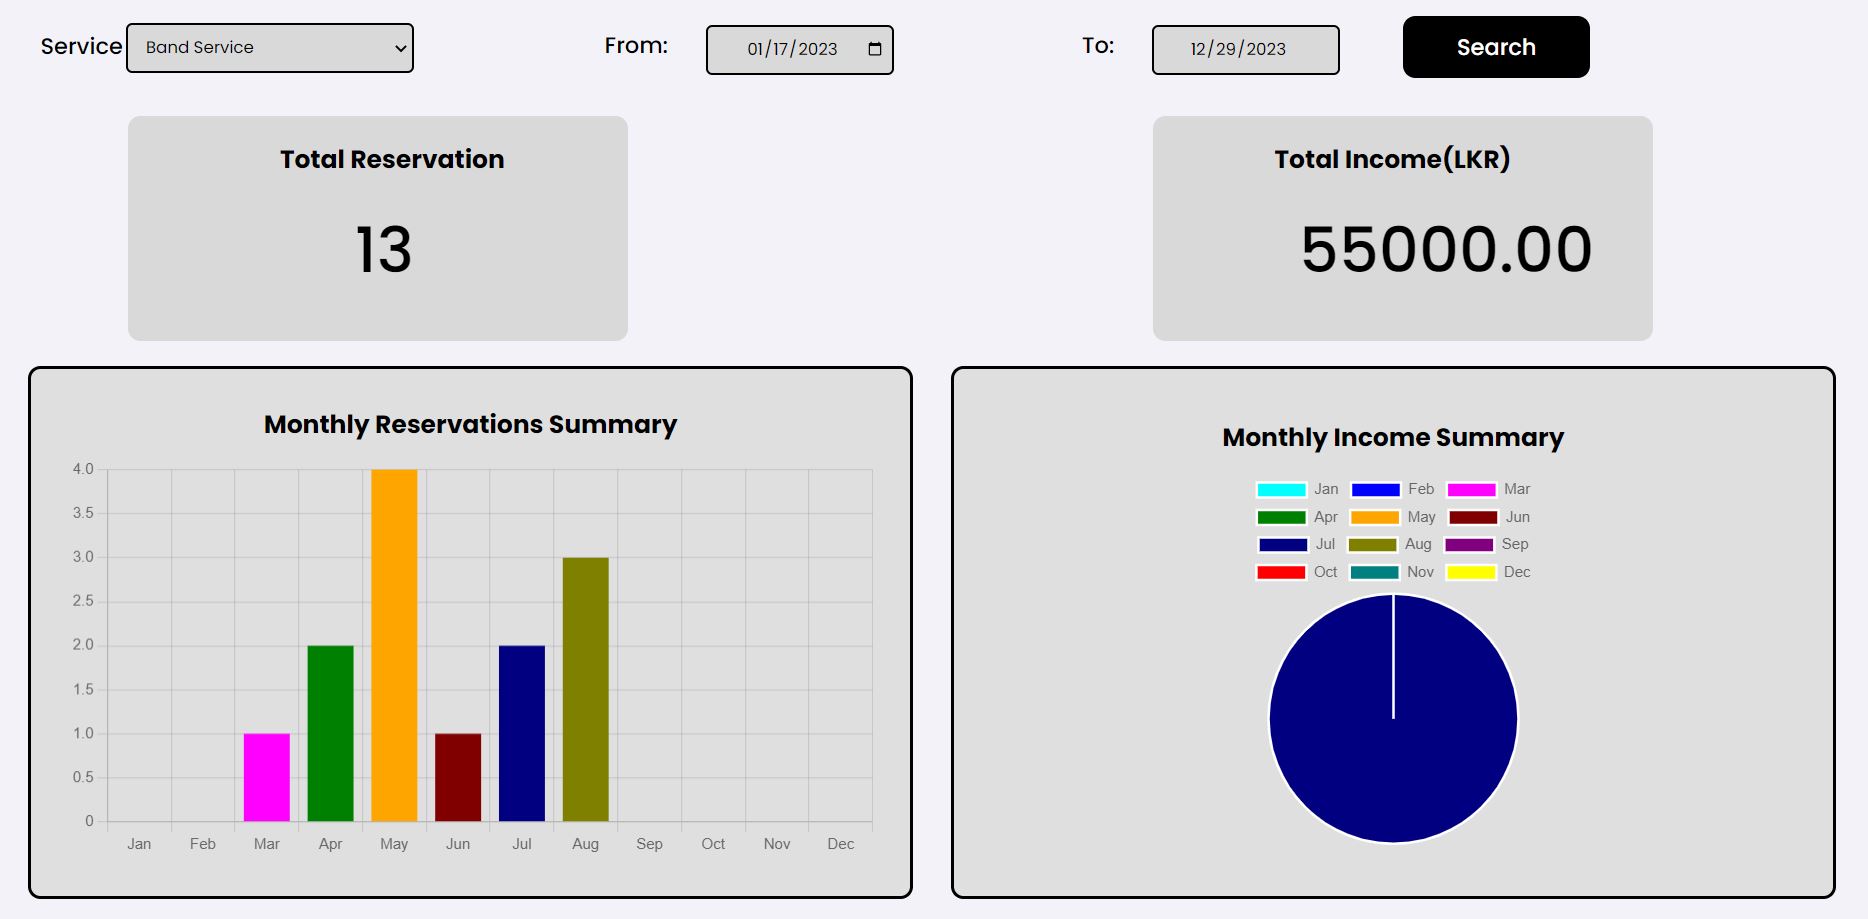 Service Band Service From: 01/17/2023 To: 12/29/2023 Search
Total Reservation
13
Total Income(LKR)
55000.00
Monthly Reservations Summary
4.0
3.5
3.0
2.5
2.0
1.5
1.0
0.5
0
Jan Feb Mar Apr May Jun Jul Aug Sep Oct Nov Dec
Monthly Income Summary
Jan Feb Mar
Apr May Jun
Jul Aug Sep
Oct Nov Dec